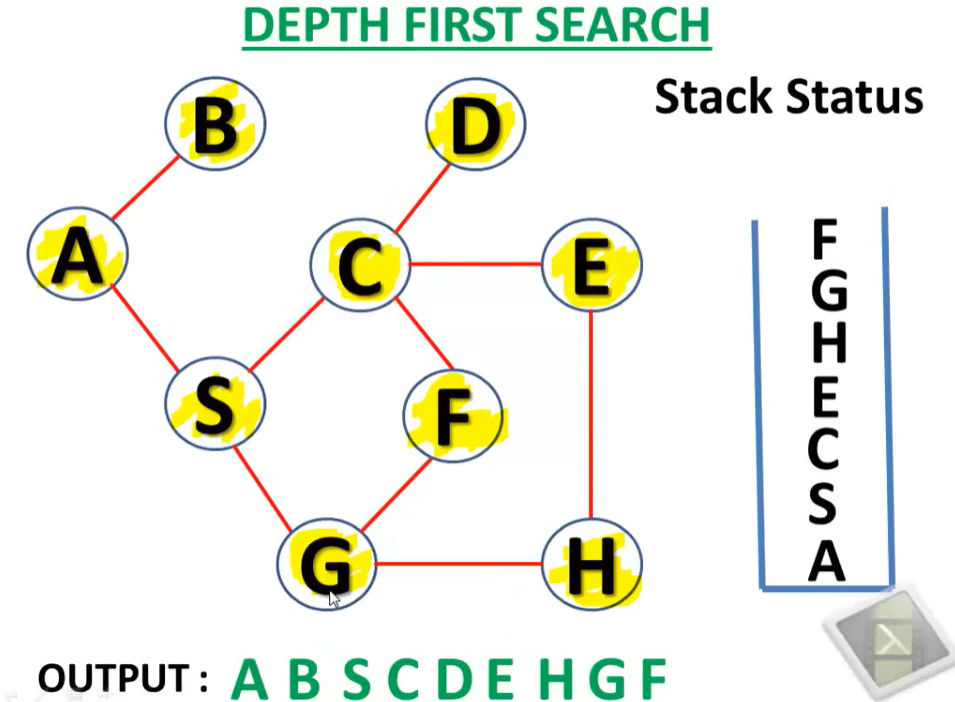 DEPTH FIRST SEARCH
Stack Status
B
D
A
C
E
S
F
G
H
F
G
H
E
C
S
A
OUTPUT : A B S C D E H G F